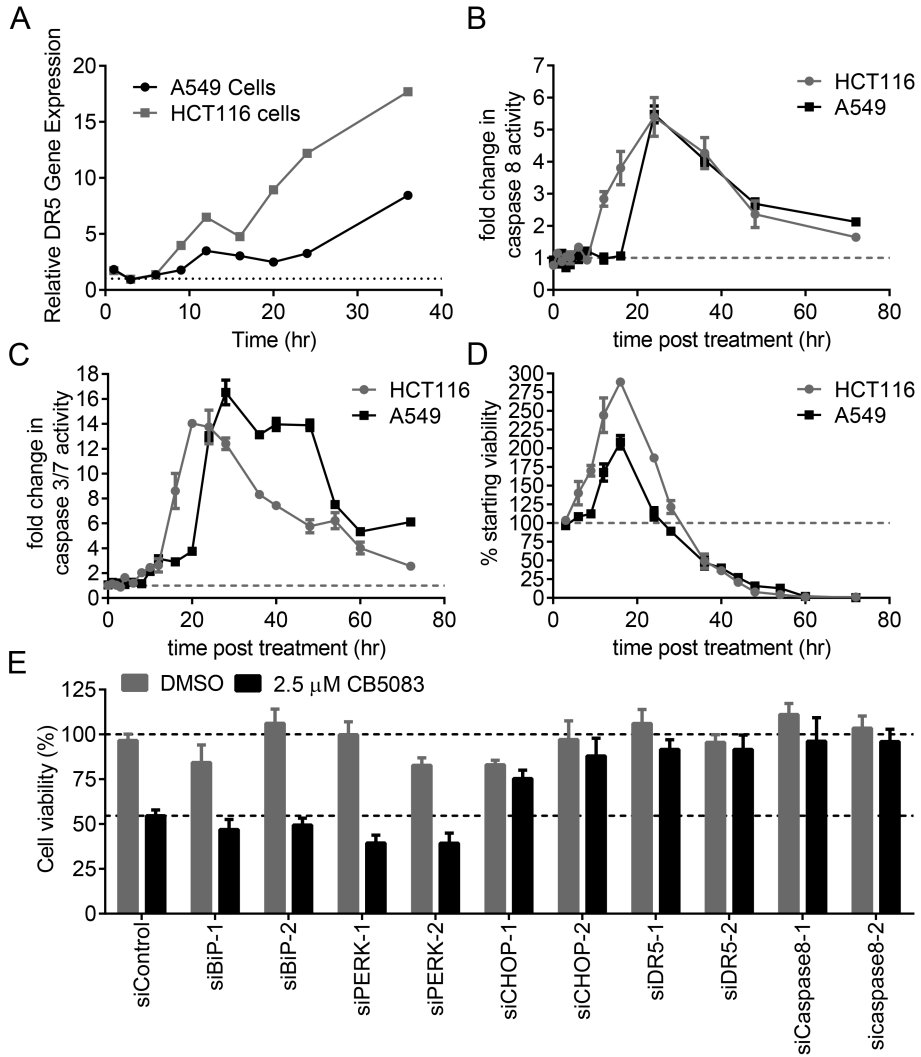 A
Relative DR5 Gene Expression
20
15
10
5
0
A549 Cells
HCT116 cells
0 10 20 30 40
Time (hr)
B
fold change in
caspase 8 activity
7
6
5
4
3
2
1
0
HCT116
A549
0 20 40 60 80
time post treatment (hr)
C
fold change in
caspase 3/7 activity
18
16
14
12
10
8
6
4
2
1
0
HCT116
A549
0 20 40 60 80
time post treatment (hr)
D
% starting viability
300
275
250
225
200
175
150
125
100
75
50
25
0
HCT116
A549
0 20 40 60 80
time post treatment (hr)
E
DMSO 2.5 μM CB5083
Cell viability (%)
125
100
75
50
25
0
siControl
siBiP-1
siBiP-2
siPERK-1
siPERK-2
siCHOP-1
siCHOP-2
siDR5-1
siDR5-2
siCaspase8-1
sicaspase8-2